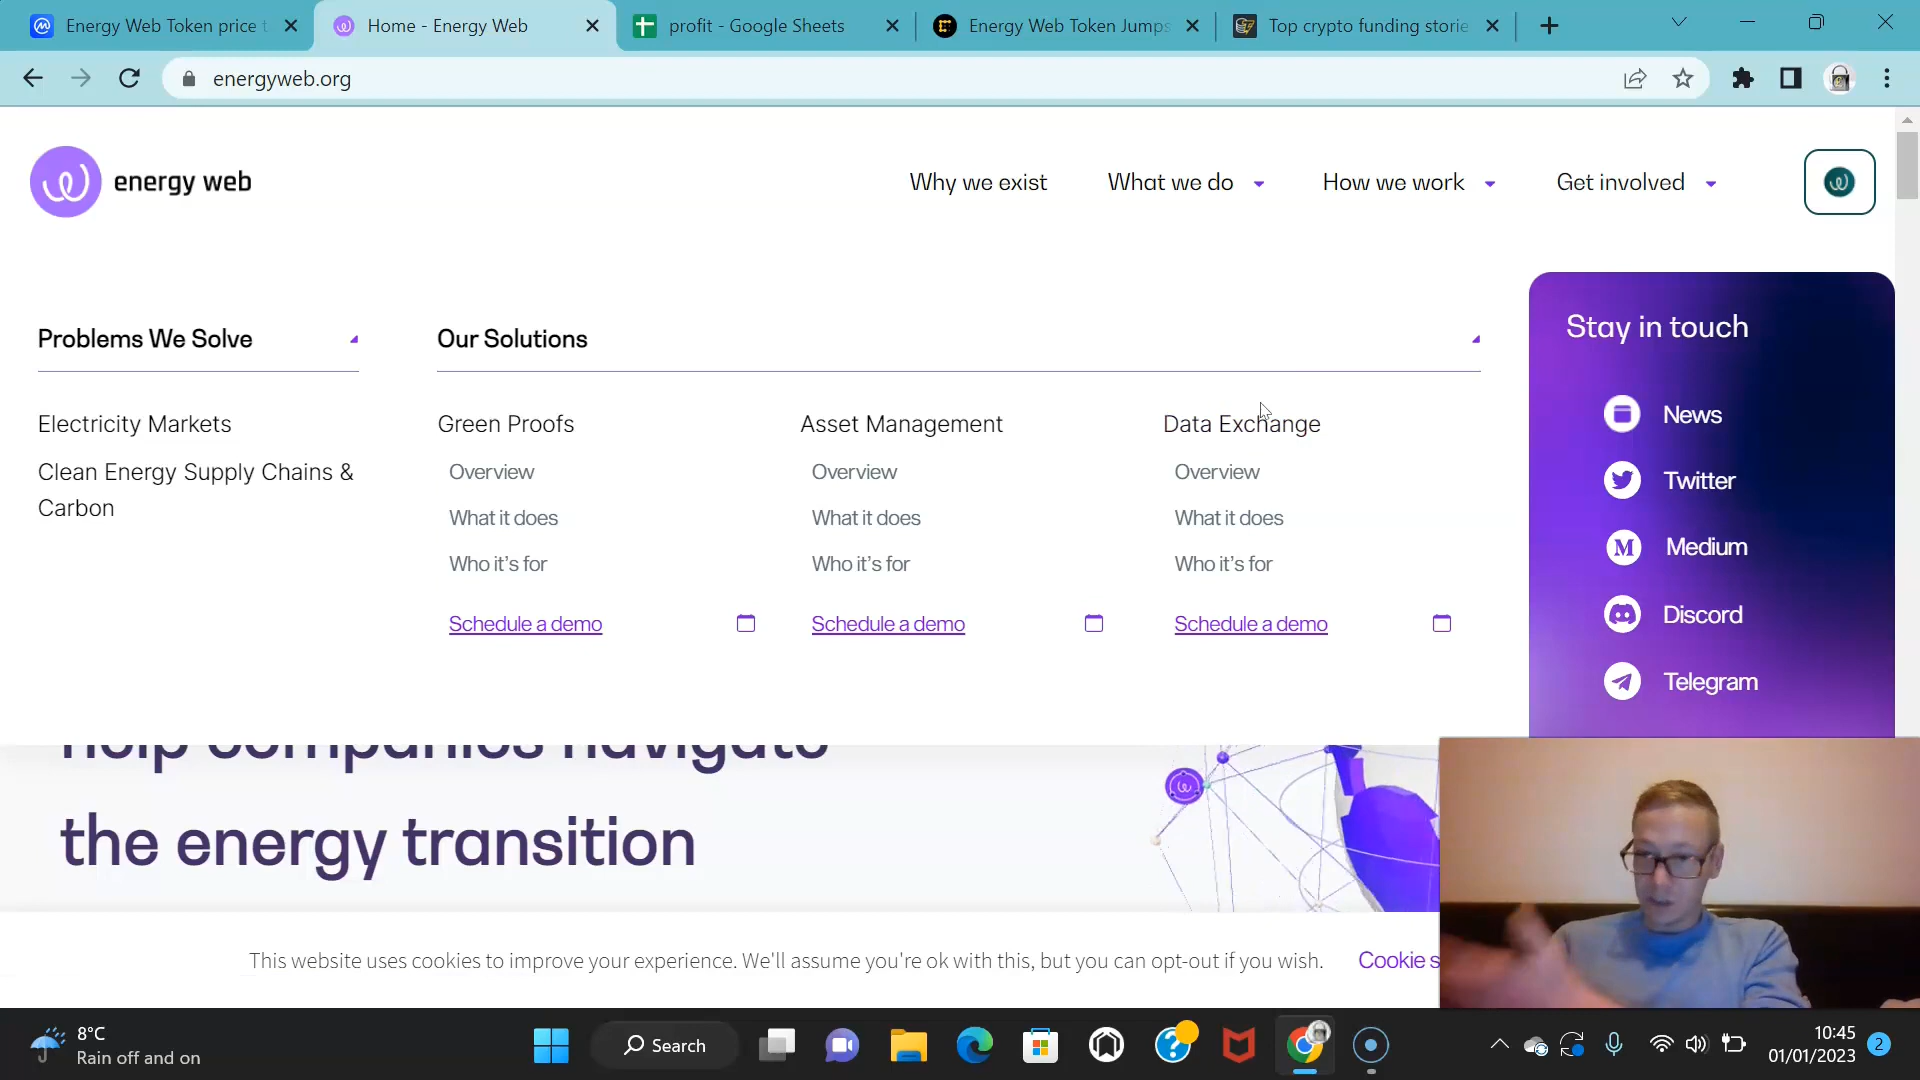 Energy Web Token price t
Home - Energy Web
profit - Google Sheets
Energy Web Token Jumps
Top crypto funding storie
energyweb.org
energy web
Why we exist
What we do
How we work
Get involved
Problems We Solve
Our Solutions
Stay in touch
Electricity Markets
Clean Energy Supply Chains &
Carbon
Green Proofs
Overview
What it does
Who it's for
Schedule a demo
Asset Management
Overview
What it does
Who it's for
Schedule a demo
Data Exchange
Overview
What it does
Who it's for
Schedule a demo
News
Twitter
Medium
Discord
Telegram
help companies navigate
the energy transition
This website uses cookies to improve your experience. We'll assume you're ok with this, but you can opt-out if you wish.
Cookie s
8°C
Rain off and on
Search
10:45
01/01/2023
2